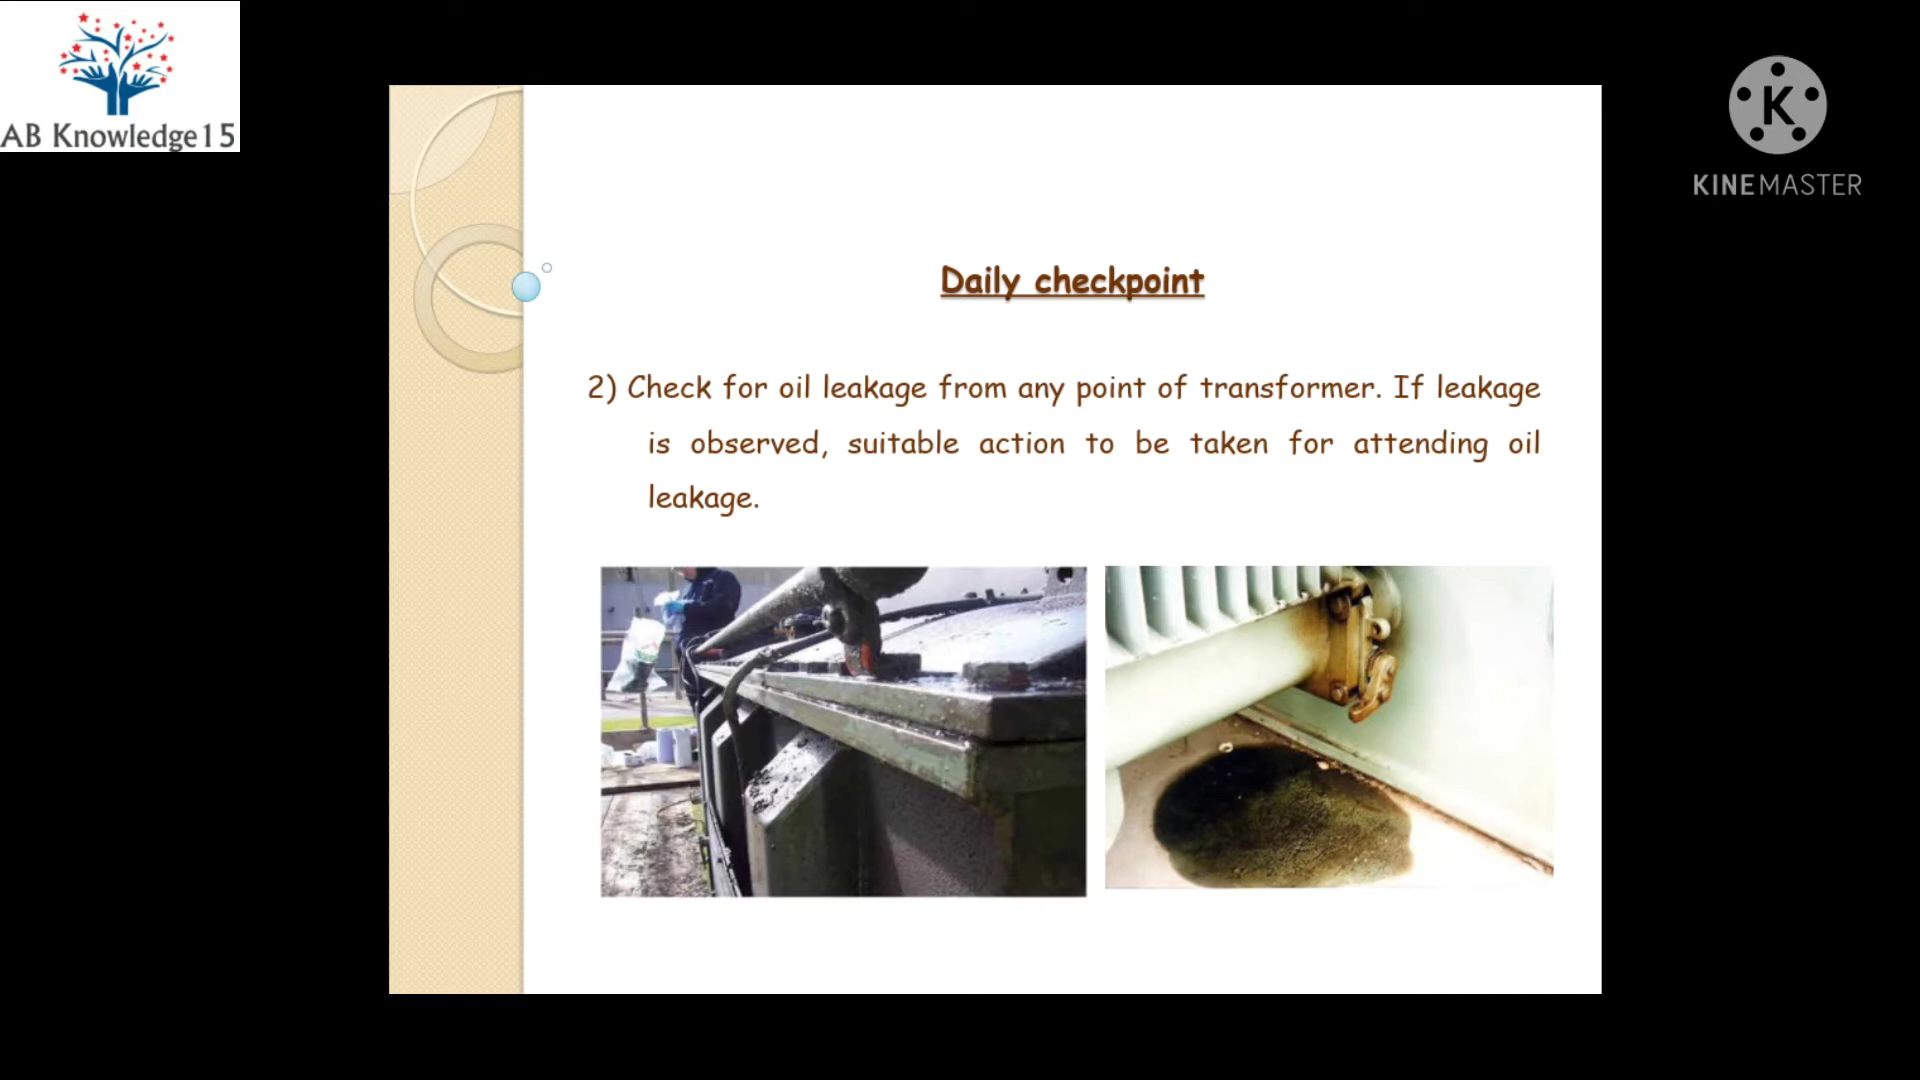 AB Knowledge15
K
KINEMASTER
Daily checkpoint
2) Check for oil leakage from any point of transformer. If leakage
is observed, suitable action to be taken for attending oil
leakage.